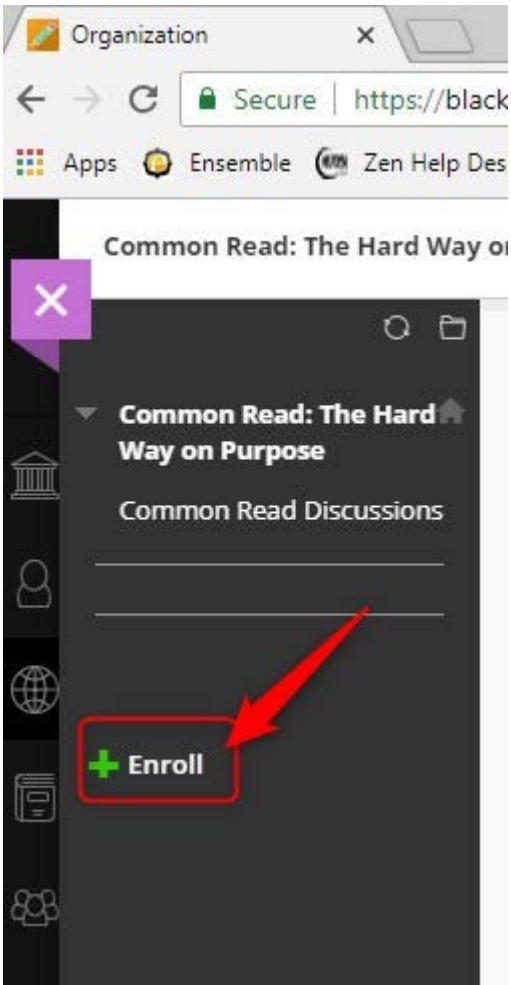 Organization
Secure | https://black
Apps Ensemble Zen Help Des
Common Read: The Hard Way
Common Read: The Hard
Way on Purpose
Common Read Discussions
Enroll